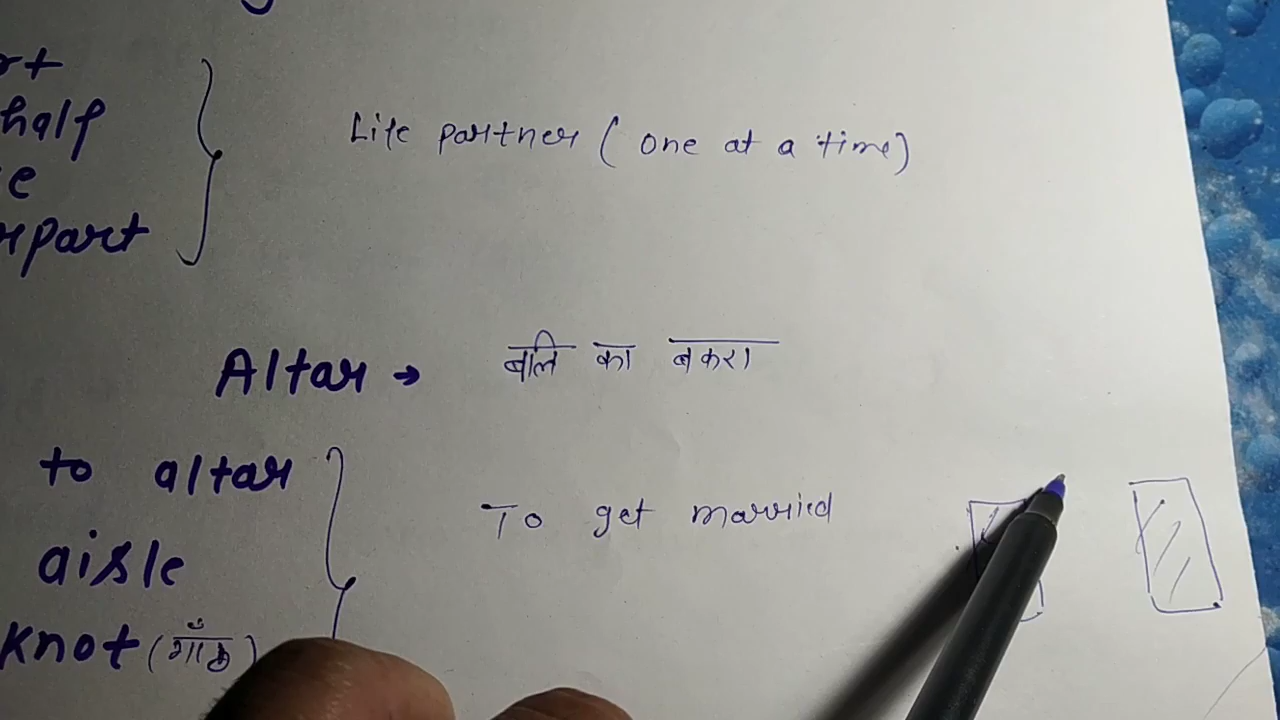 half
Life partner ( one at a time)
Altar → बलि का बकरा
to altar
To get married
aisle
knot (गाँठ)